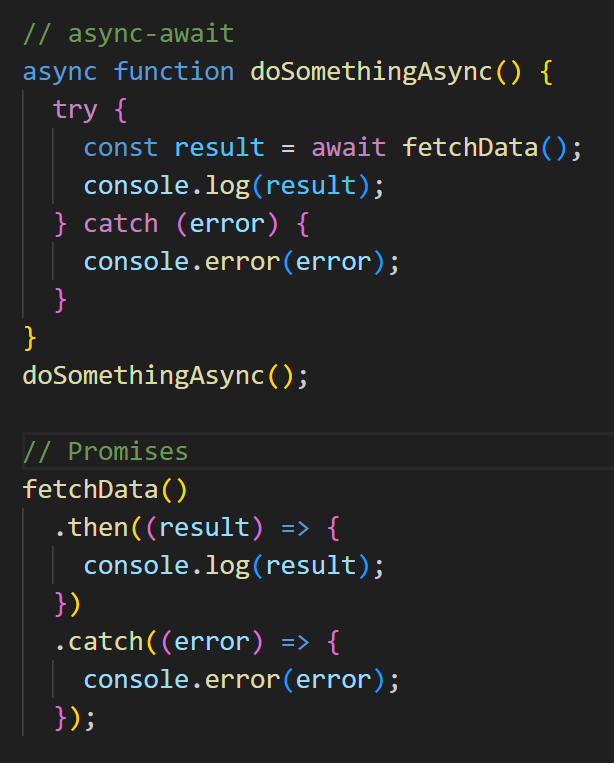 // async-await
async function doSomethingAsync() {
  try {
    const result = await fetchData();
    console.log(result);
  } catch (error) {
    console.error(error);
  }
}
doSomethingAsync();

// Promises
fetchData()
  .then((result) => {
    console.log(result);
  })
  .catch((error) => {
    console.error(error);
  });